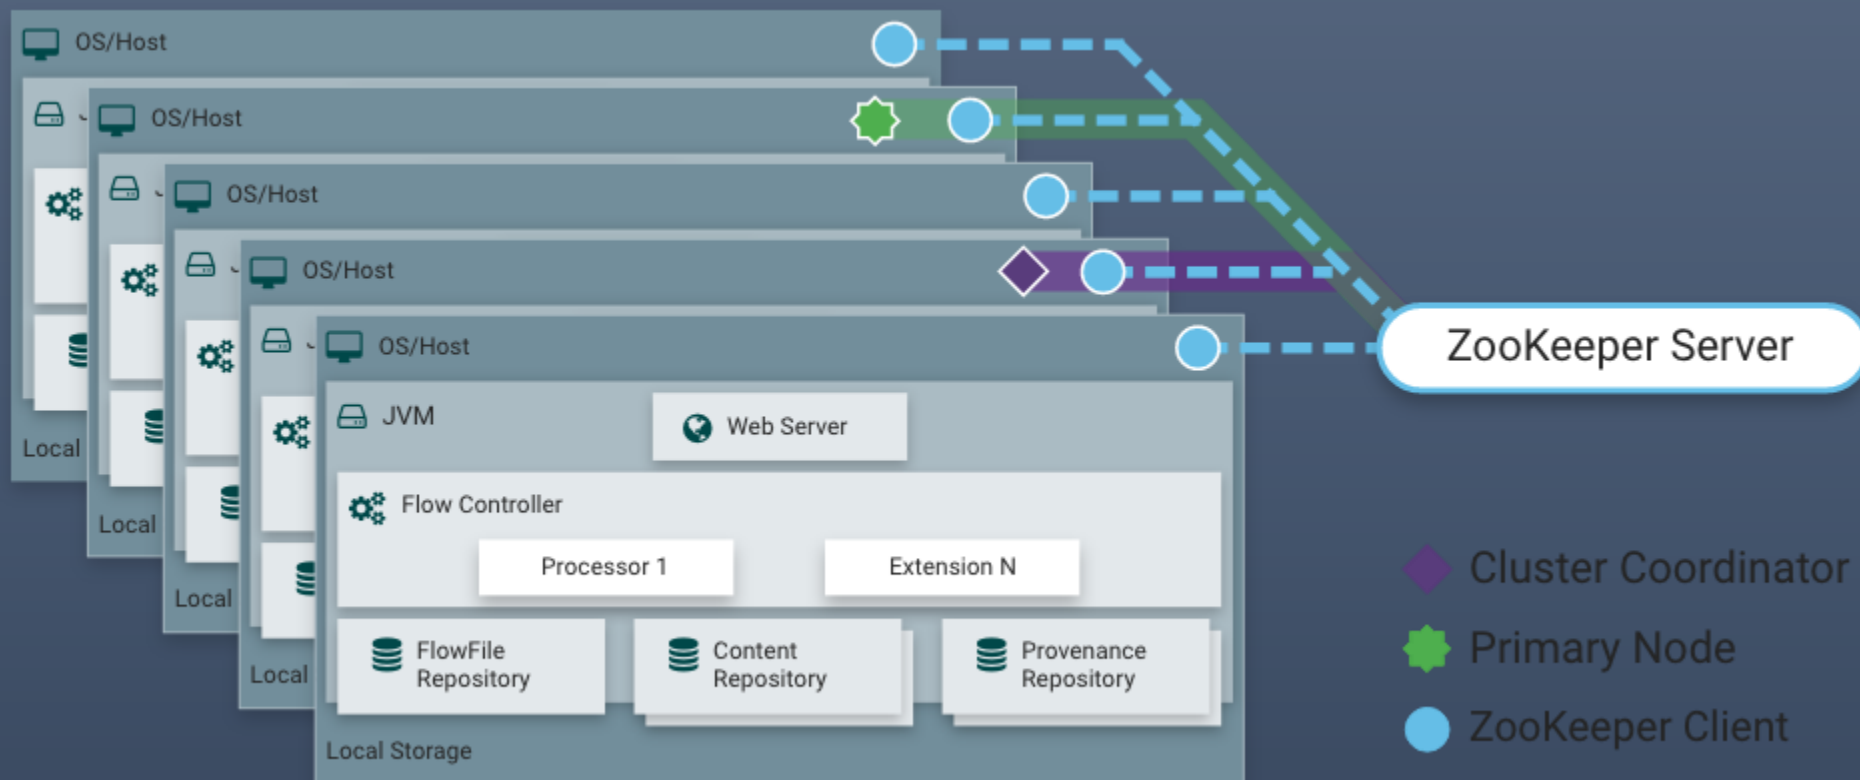 OS/Host
OS/Host
OS/Host
OS/Host
OS/Host
JVM
Web Server
Flow Controller
Processor 1
Extension N
FlowFile
Repository
Content
Repository
Provenance
Repository
Local
Local
Local
Local
Local Storage
ZooKeeper Server
Cluster Coordinator
Primary Node
ZooKeeper Client